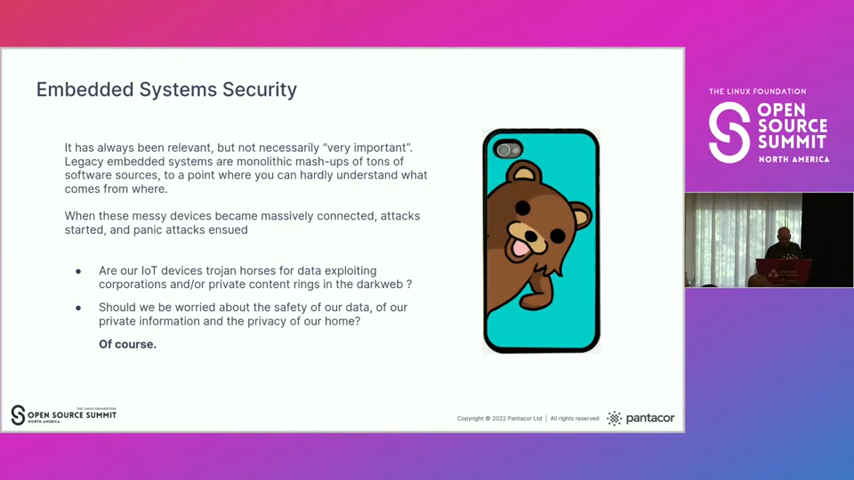 Embedded Systems Security
It has always been relevant, but not necessarily “very important”.
Legacy embedded systems are monolithic mash-ups of tons of
software sources, to a point where you can hardly understand what
comes from where.
When these messy devices became massively connected, attacks
started, and panic attacks ensued
● Are our IoT devices trojan horses for data exploiting
corporations and/or private content rings in the darkweb ?
● Should we be worried about the safety of our data, of our
private information and the privacy of our home?
Of course.
THE LINUX FOUNDATION
OPEN SOURCE SUMMIT
NORTH AMERICA
Copyright © 2022 Pantacor Ltd | All rights reserved
pantacor
THE LINUX FOUNDATION
OPEN
SOURCE
SUMMIT
NORTH AMERICA